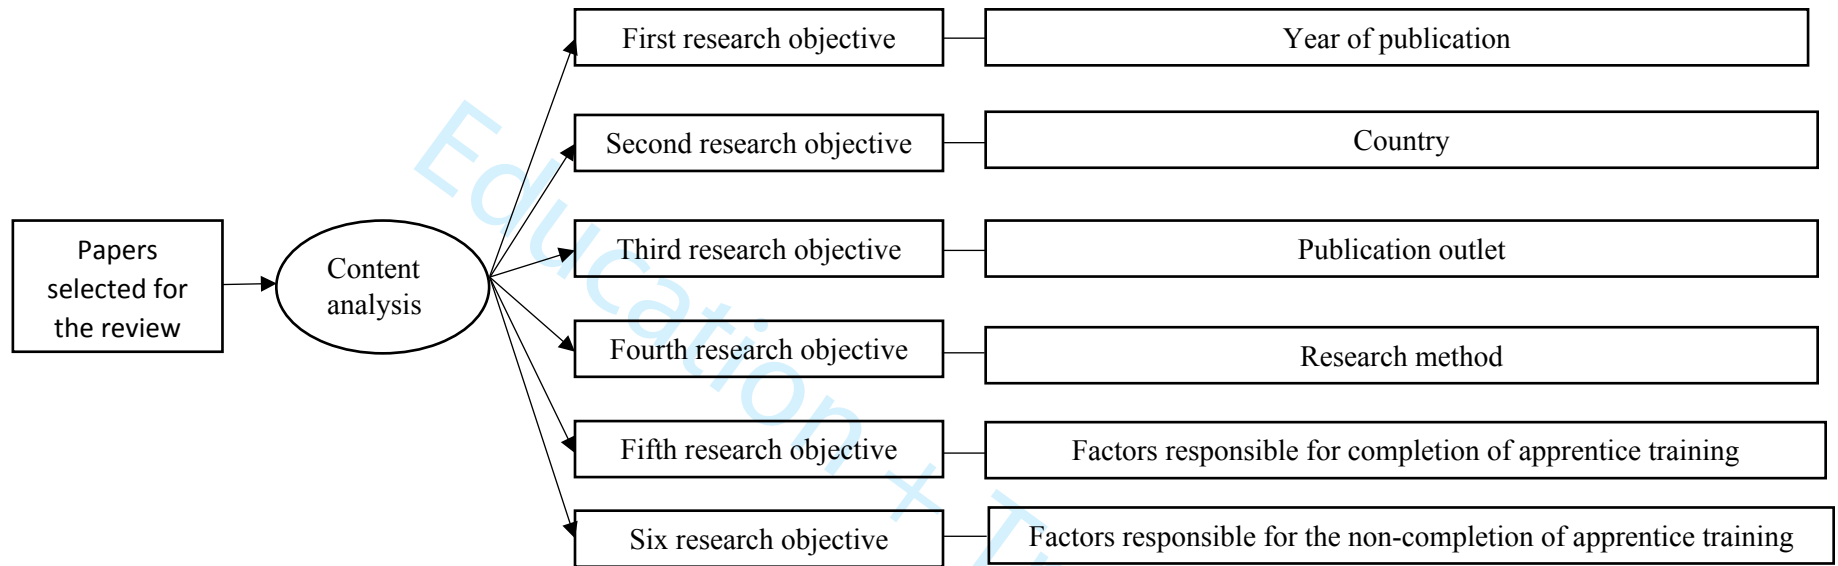 First research objective
Year of publication
Second research objective
Country
Papers
selected for
the review
Content
analysis
Third research objective
Publication outlet
Fourth research objective
Research method
Fifth research objective
Factors responsible for completion of apprentice training
Six research objective
Factors responsible for the non-completion of apprentice training
Education +